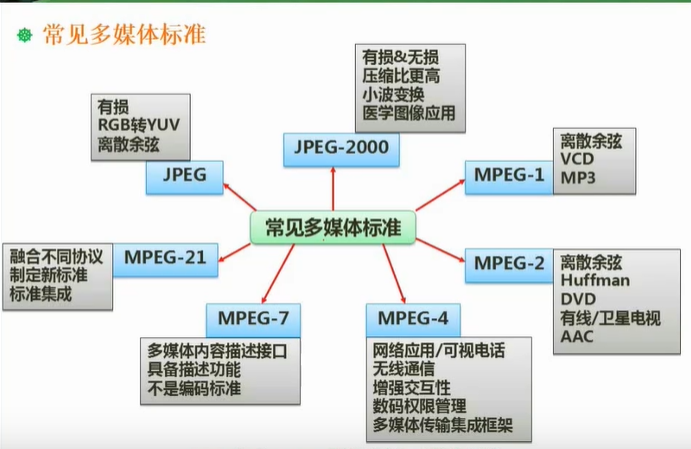 常见多媒体标准
有损&无损
压缩比更高
小波变换
医学图像应用
JPEG-2000
有损
RGB转YUV
离散余弦
JPEG
离散余弦
VCD
MP3
MPEG-1
常见多媒体标准
融合不同协议
制定新标准
标准集成
MPEG-21
MPEG-2
离散余弦
Huffman
DVD
有线/卫星电视
AAC
MPEG-7
多媒体内容描述接口
具备描述功能
不是编码标准
MPEG-4
网络应用/可视电话
无线通信
增强交互性
数码权限管理
多媒体传输集成框架